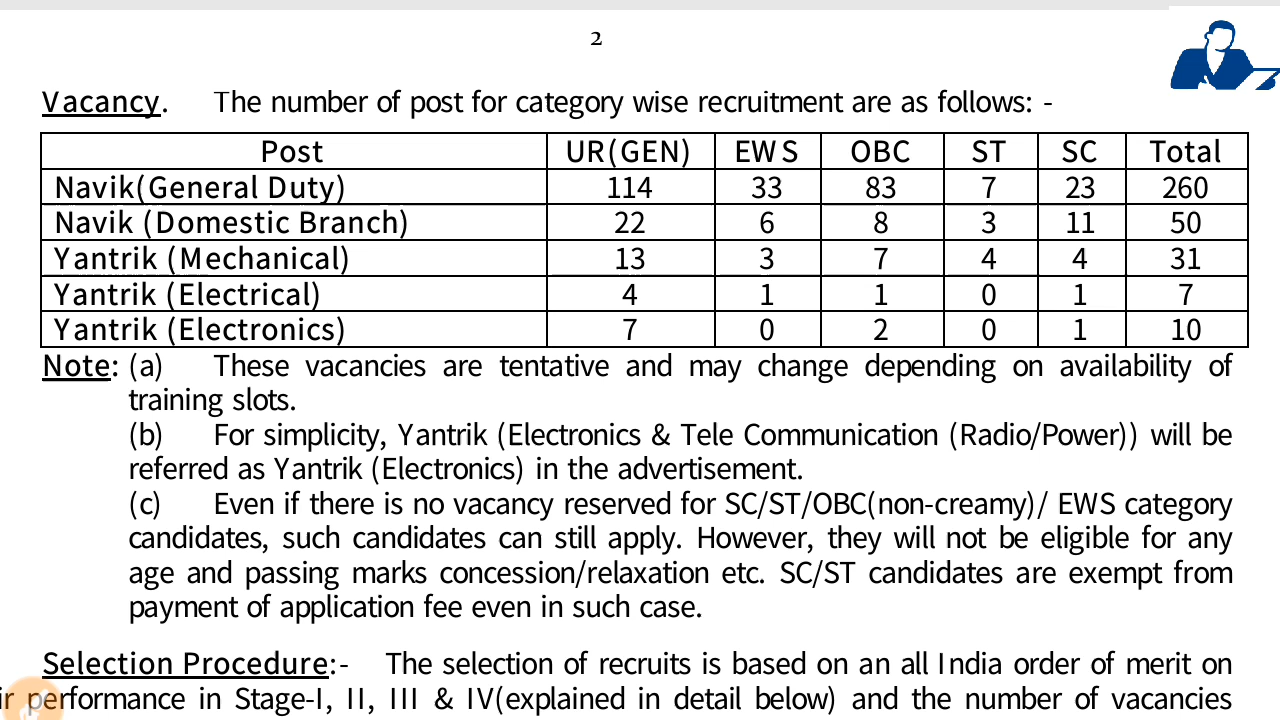 2
Vacancy. The number of post for category wise recruitment are as follows: -
Post UR(GEN) EWS OBC ST SC Total
Navik(General Duty) 114 33 83 7 23 260
Navik (Domestic Branch) 22 6 8 3 11 50
Yantrik (Mechanical) 13 3 7 4 4 31
Yantrik (Electrical) 4 1 1 0 1 7
Yantrik (Electronics) 7 0 2 0 1 10
Note: (a) These vacancies are tentative and may change depending on availability of
training slots.
(b) For simplicity, Yantrik (Electronics & Tele Communication (Radio/Power)) will be
referred as Yantrik (Electronics) in the advertisement.
(c) Even if there is no vacancy reserved for SC/ST/OBC(non-creamy)/ EWS category
candidates, such candidates can still apply. However, they will not be eligible for any
age and passing marks concession/relaxation etc. SC/ST candidates are exempt from
payment of application fee even in such case.
Selection Procedure:- The selection of recruits is based on an all India order of merit on
performance in Stage-I, II, III & IV(explained in detail below) and the number of vacancies